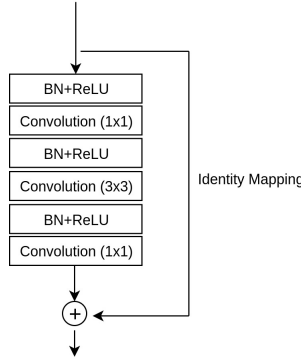 BN+ReLU
Convolution (1x1)
BN+ReLU
Convolution (3x3)
Identity Mapping
BN+ReLU
Convolution (1x1)
+